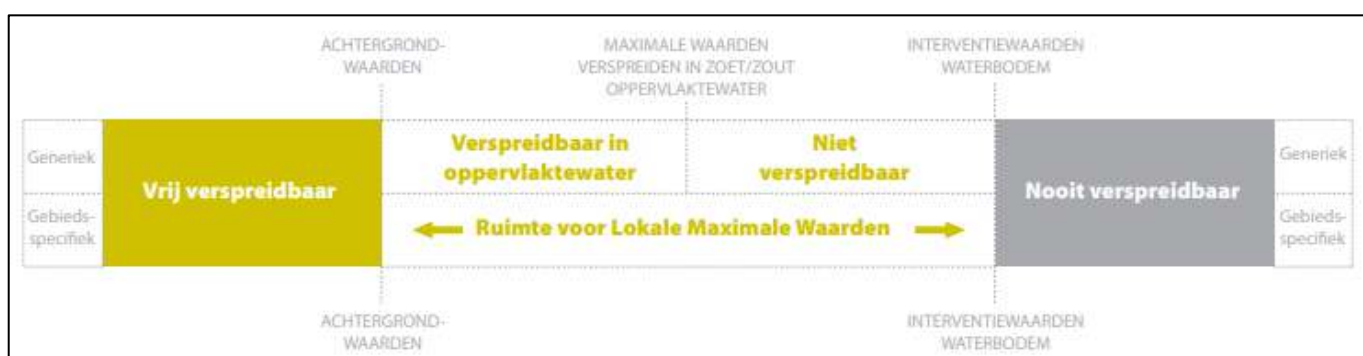 ACHTERGROND-
WAARDEN
MAXIMALE WAARDEN
VERSPREIDEN IN ZOET/ZOUT
OPPERVLAKTEWATER
INTERVENTIEWAARDEN
WATERBODEM
Generiek
Vrij verspreidbaar
Verspreidbaar in
oppervlaktewater
Niet
verspreidbaar
Nooit verspreidbaar
Generiek
Gebieds-
specifiek
Ruimte voor Lokale Maximale Waarden
Gebieds-
specifiek
ACHTERGROND-
WAARDEN
INTERVENTIEWAARDEN
WATERBODEM